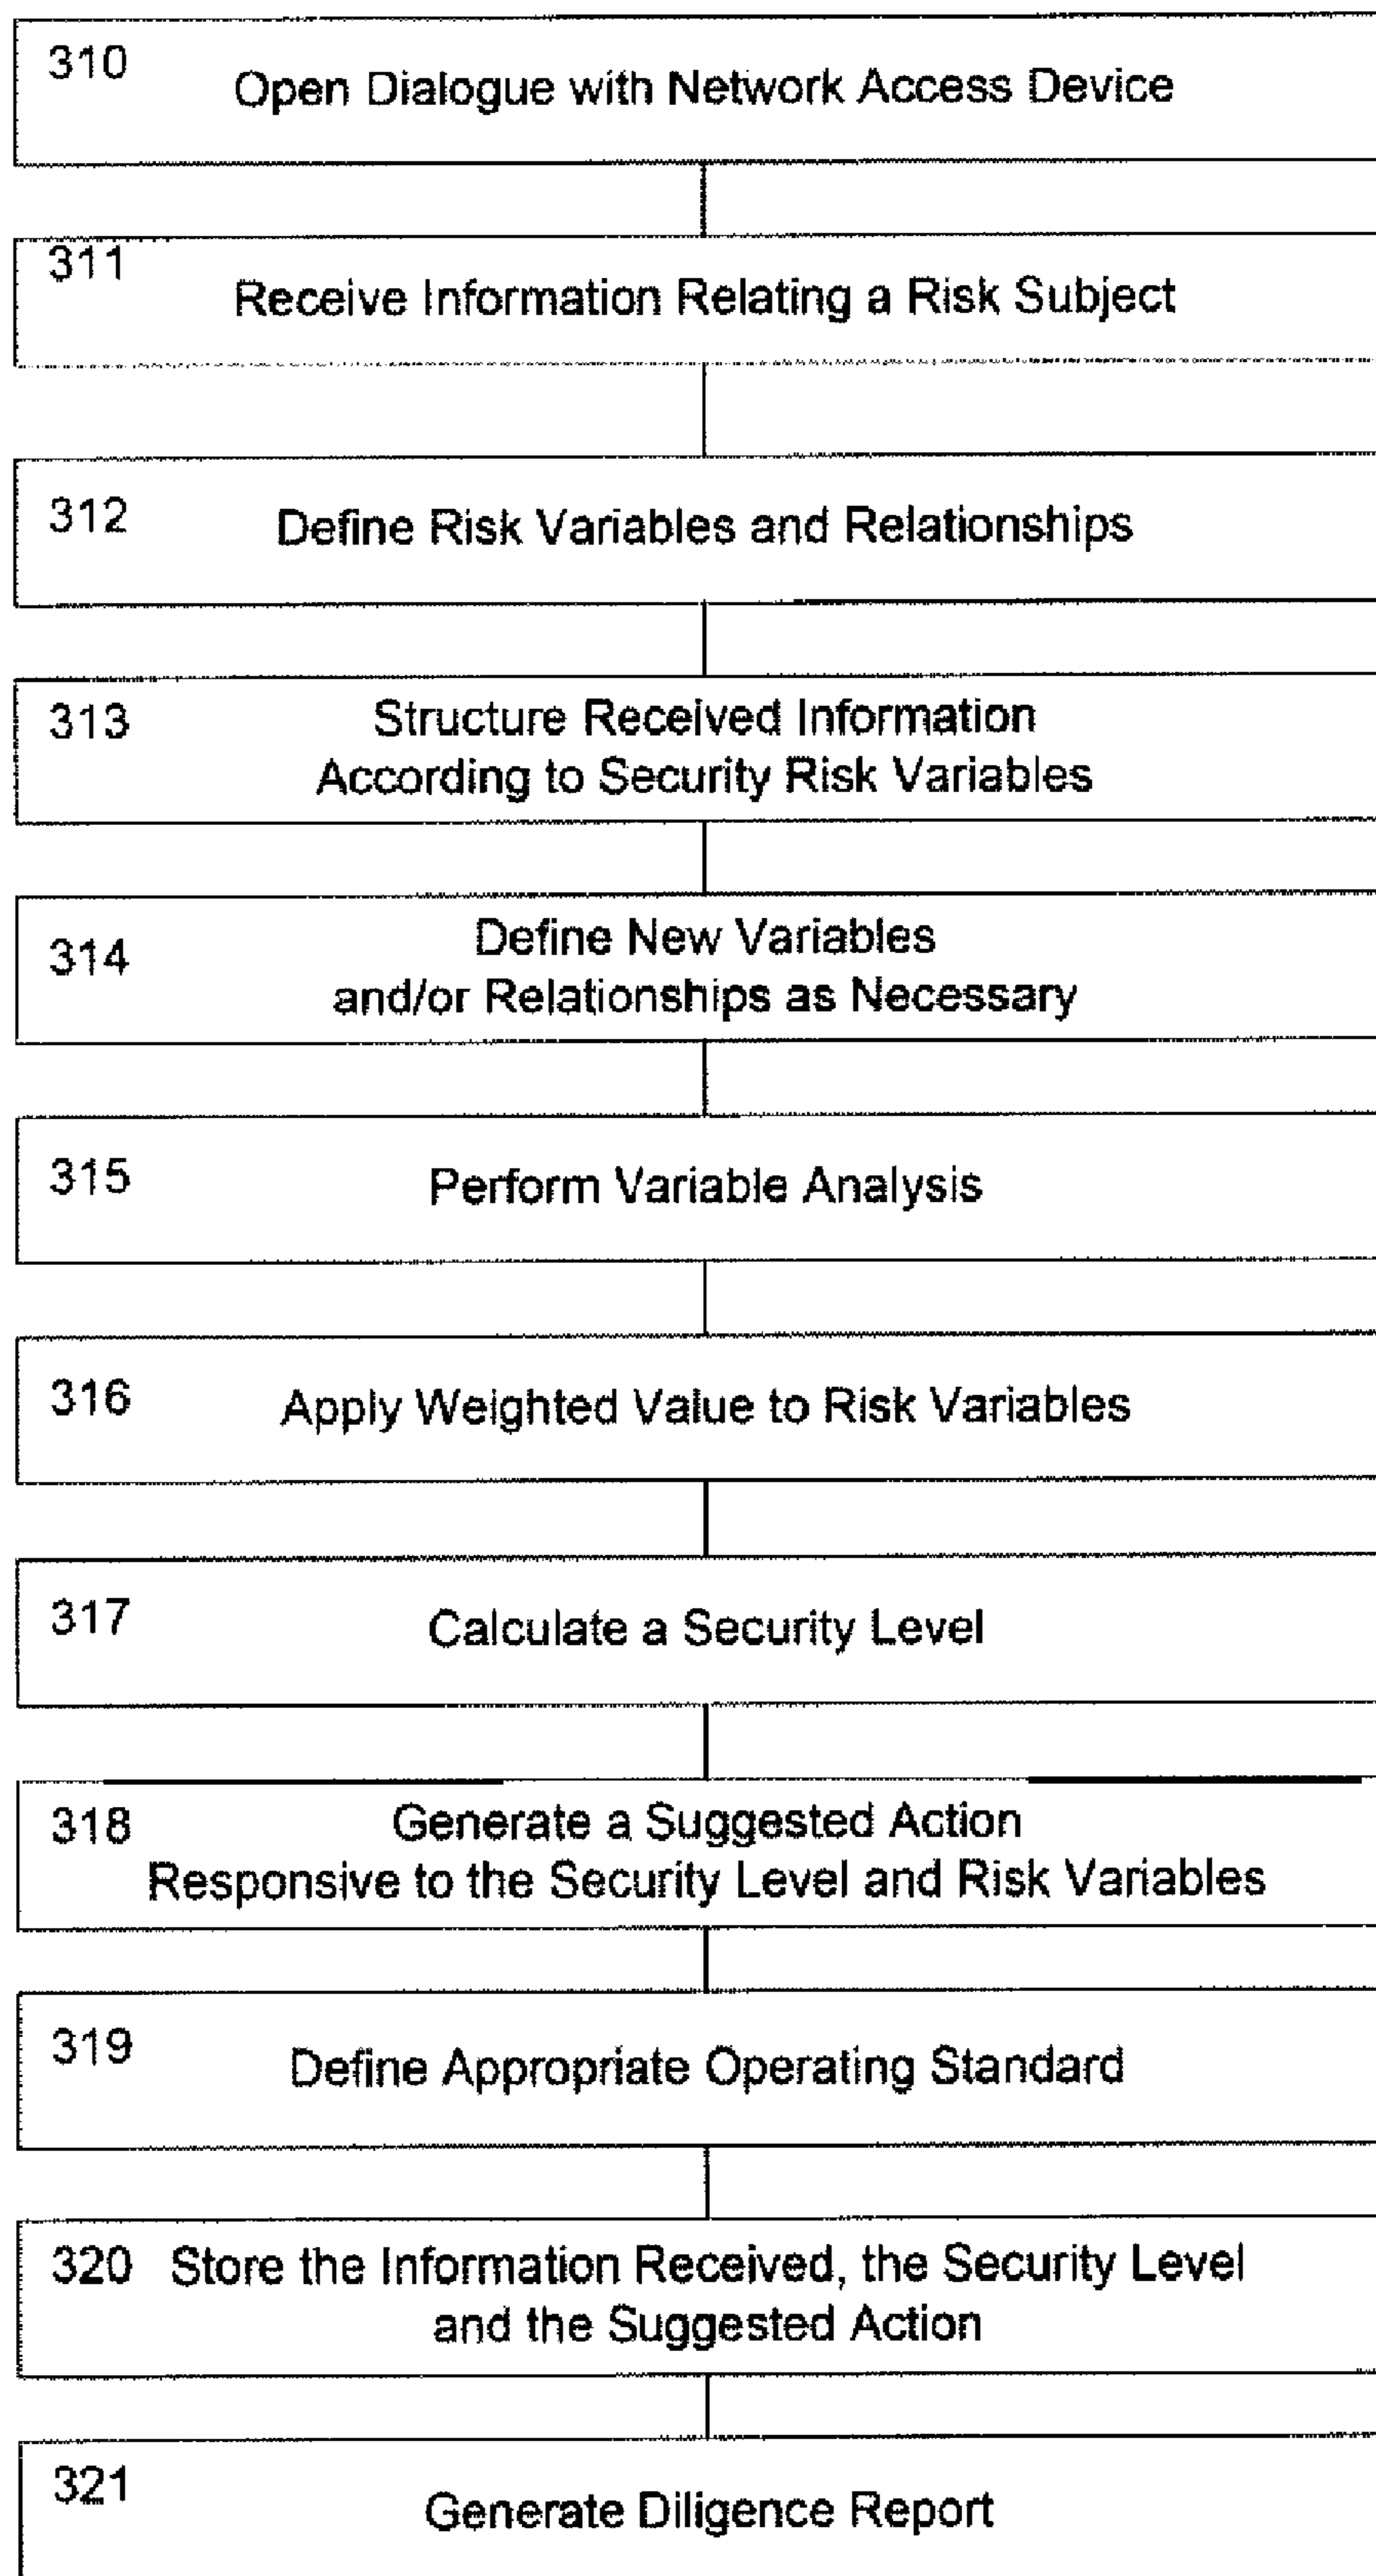 310
Open Dialogue with Network Access Device
311
Receive Information Relating a Risk Subject
312
Define Risk Variables and Relationships
313
Structure Received Information
According to Security Risk Variables
314
Define New Variables
and/or Relationships as Necessary
315
Perform Variable Analysis
316
Apply Weighted Value to Risk Variables
317
Calculate a Security Level
318
Generate a Suggested Action
Responsive to the Security Level and Risk Variables
319
Define Appropriate Operating Standard
320 Store the Information Received, the Security Level
and the Suggested Action
321
Generate Diligence Report